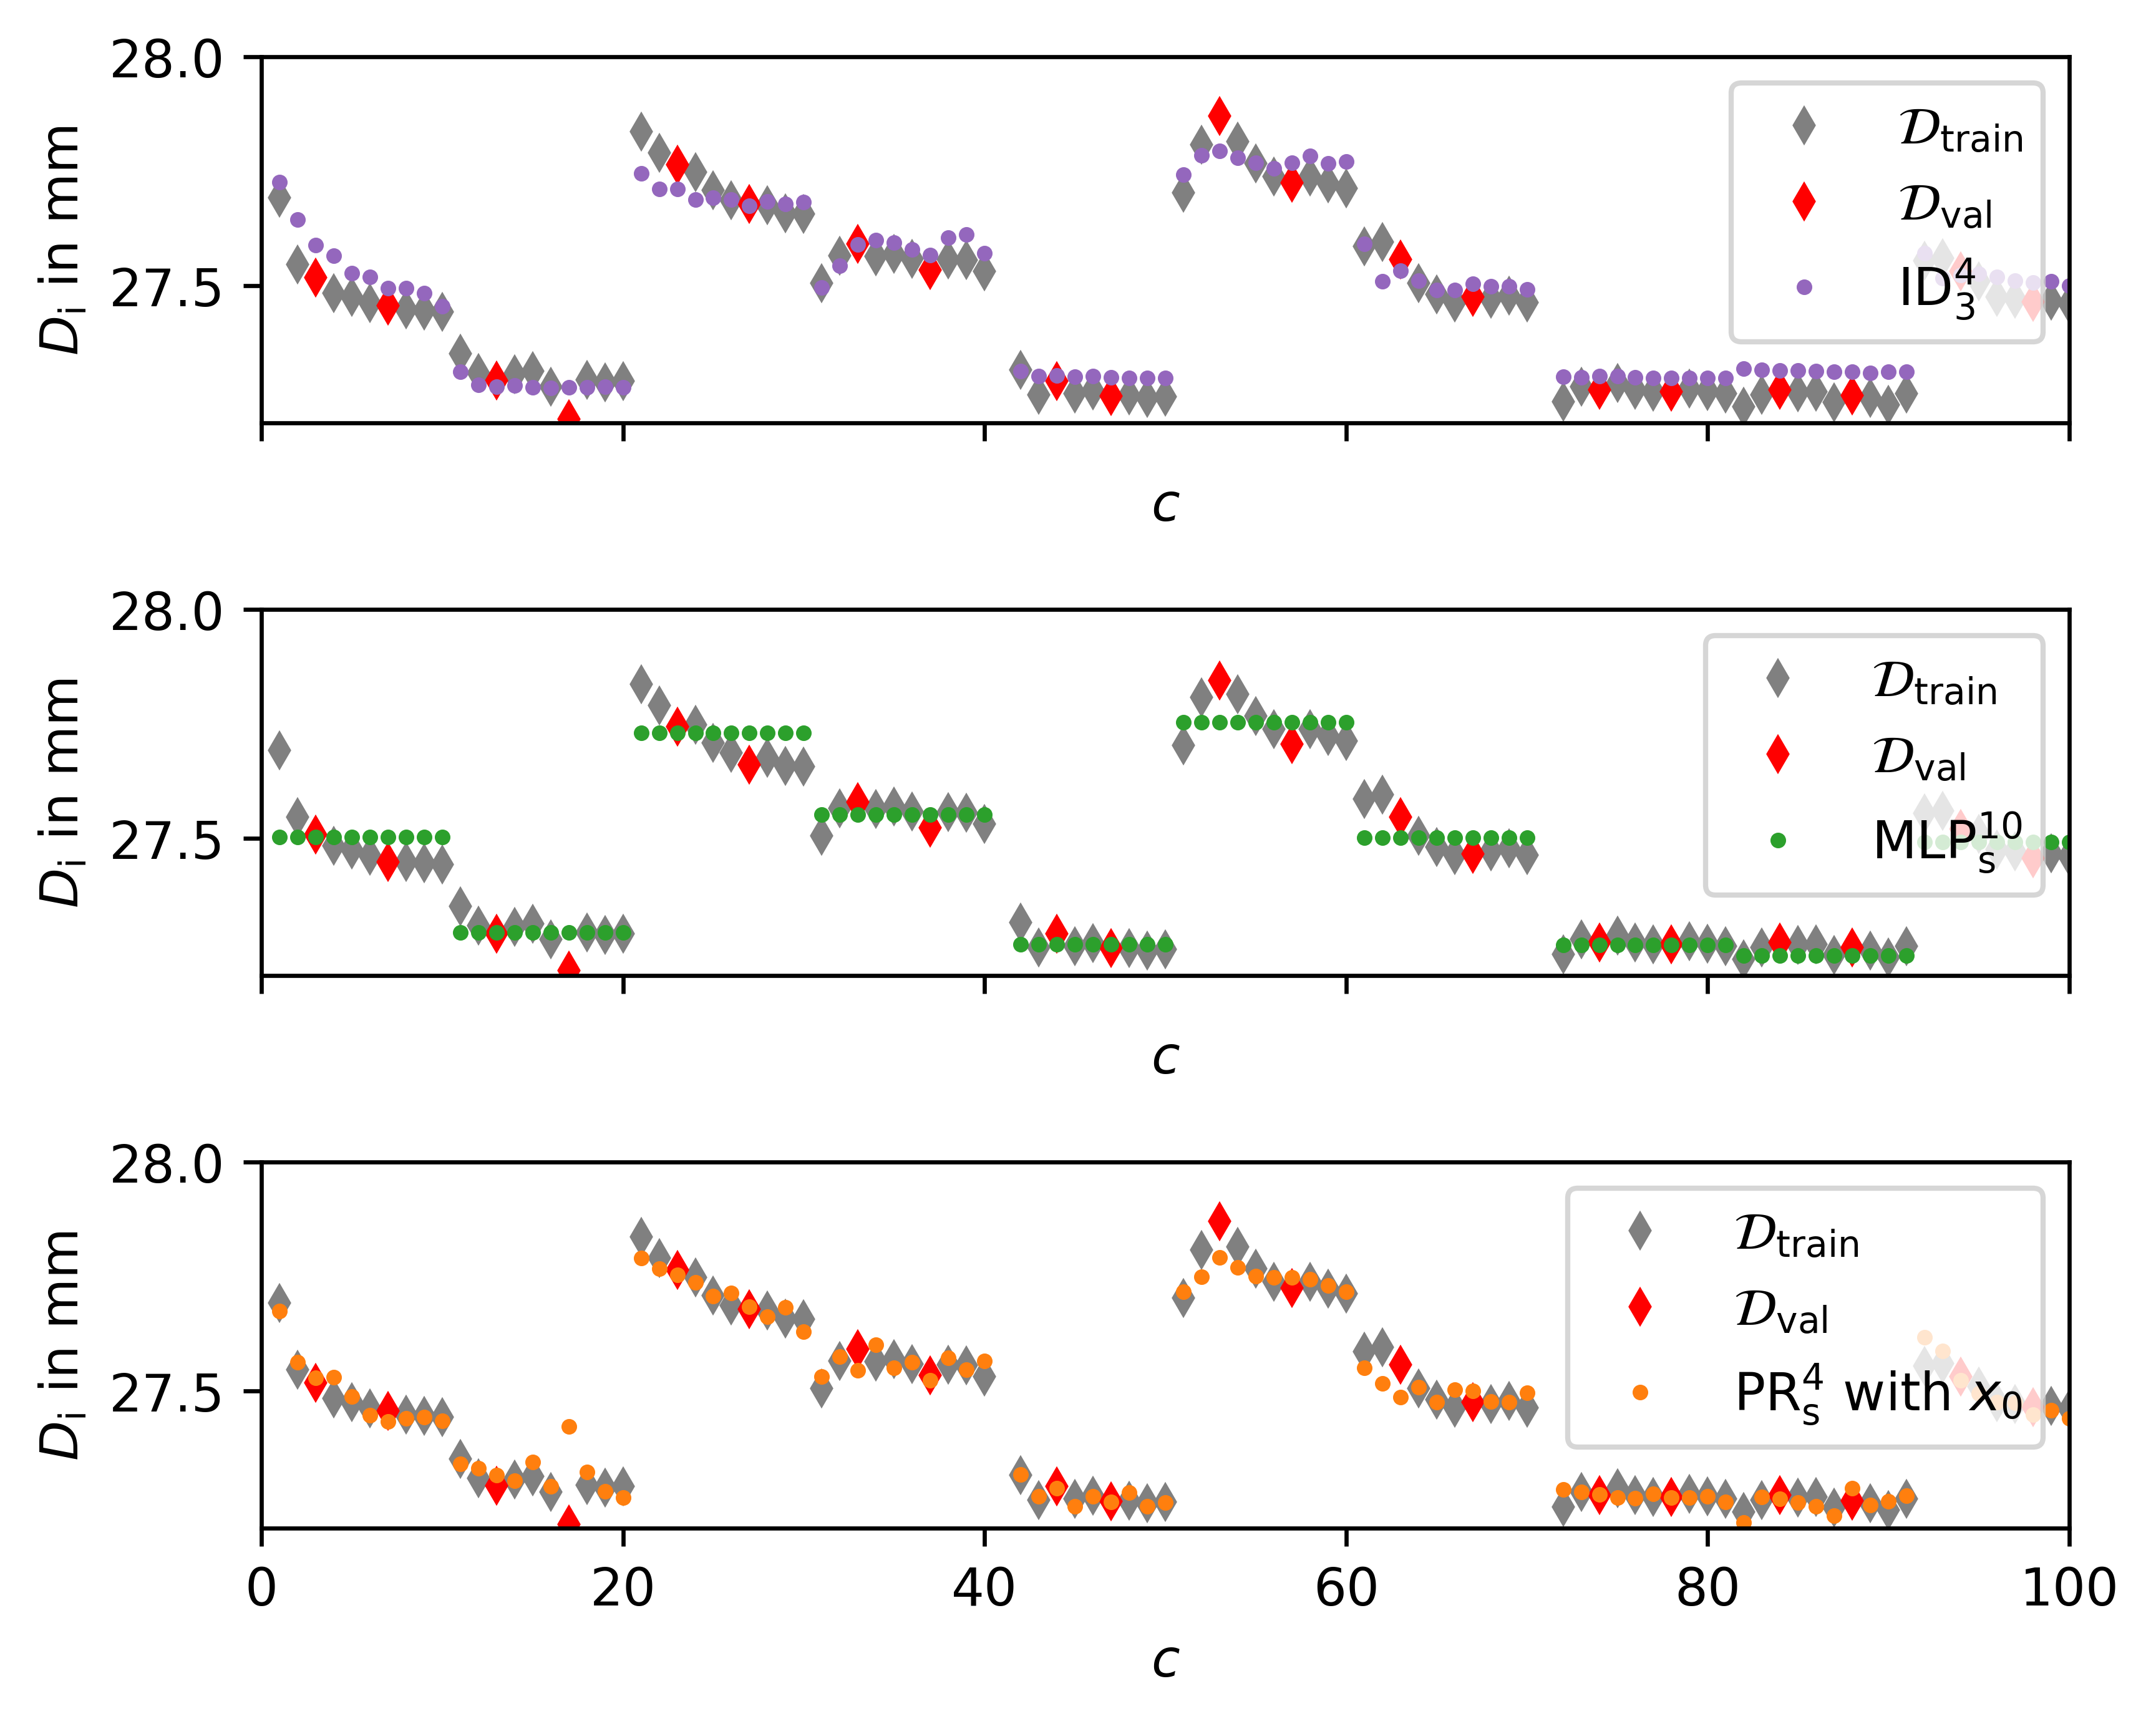 28.0
27.5
D_i in mm
𝒟_train
𝒟_val
ID_3^4
c
28.0
27.5
D_i in mm
𝒟_train
𝒟_val
MLP_s^10
c
28.0
27.5
D_i in mm
𝒟_train
𝒟_val
PR_s^4 with x_0
0 20 40 60 80 100
c